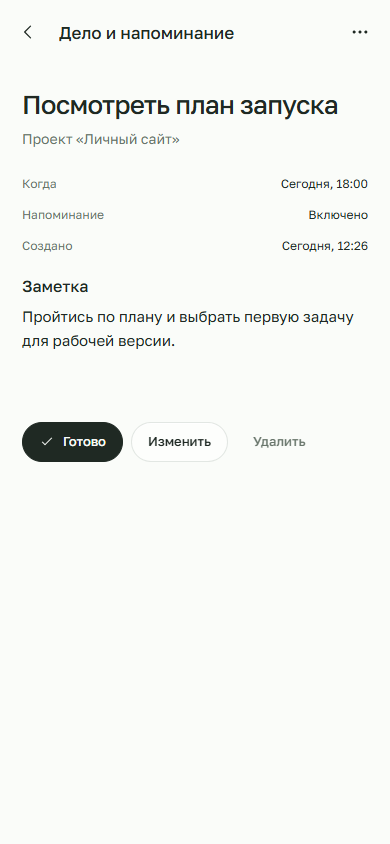 Дело и напоминание
Посмотреть план запуска
Проект «Личный сайт»
Когда Сегодня, 18:00
Напоминание Включено
Создано Сегодня, 12:26
Заметка
Пройтись по плану и выбрать первую задачу
для рабочей версии.
Готово Изменить Удалить